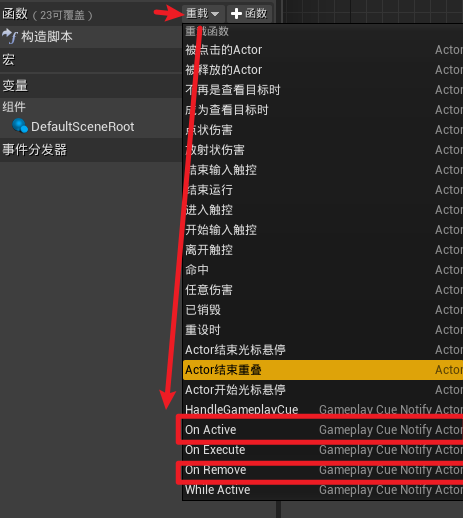 函数（23可覆盖） 重载 函数
构造脚本 重载函数
宏 被点击的Actor Actor
被释放的Actor Actor
变量 不再是查看目标时 Actor
组件 成为查看目标时 Actor
DefaultSceneRoot 点状伤害 Actor
事件分发器 放射状伤害 Actor
结束输入触控 Actor
结束运行 Actor
进入触控 Actor
开始输入触控 Actor
离开触控 Actor
命中 Actor
任意伤害 Actor
已销毁 Actor
重设时 Actor
Actor结束光标悬停 Actor
Actor结束重叠 Actor
Actor开始光标悬停 Actor
HandleGameplayCue Gameplay Cue Notify Actor
On Active Gameplay Cue Notify Actor
On Execute Gameplay Cue Notify Actor
On Remove Gameplay Cue Notify Actor
While Active Gameplay Cue Notify Actor